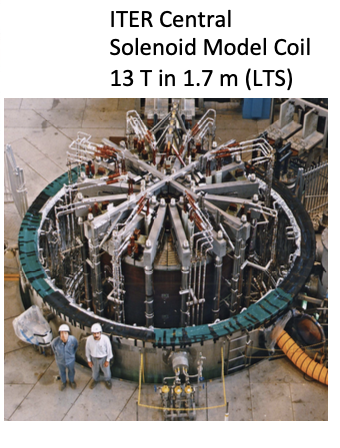 ITER Central
Solenoid Model Coil
13 T in 1.7 m (LTS)